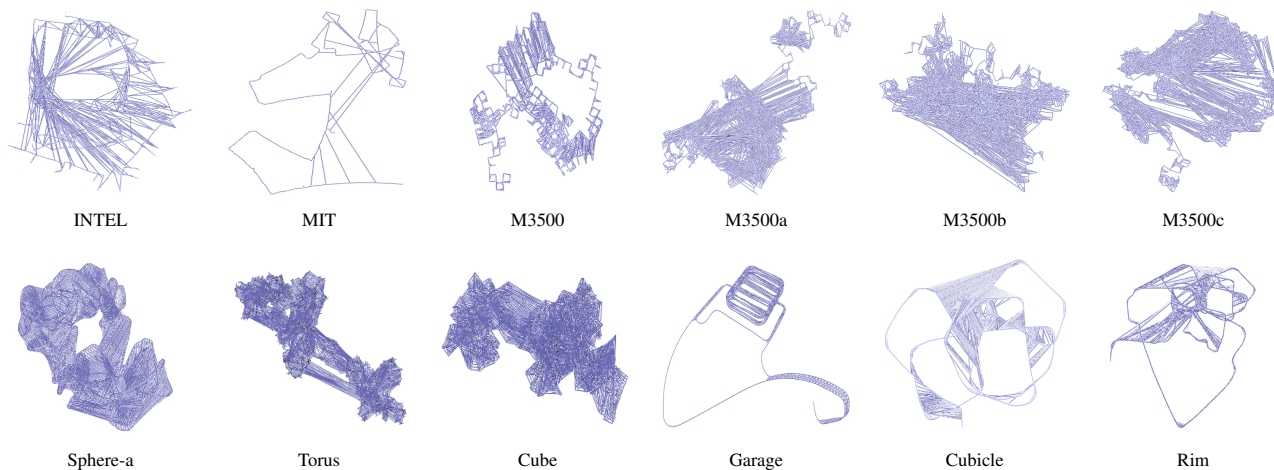 INTEL MIT M3500 M3500a M3500b M3500c
Sphere-a Torus Cube Garage Cubicle Rim